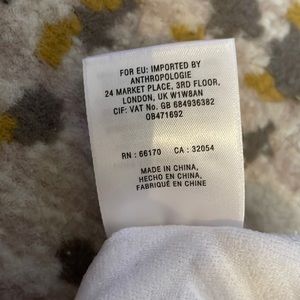 FOR EU: IMPORTED BY
ANTHROPOLOGIE
24 MARKET PLACE, 3RD FLOOR,
LONDON, UK W1W8AN
CIF: VAT No. GB 684936382
OB471692
RN : 66170 CA : 32054
MADE IN CHINA,
HECHO EN CHINA,
FABRIQUÉ EN CHINE